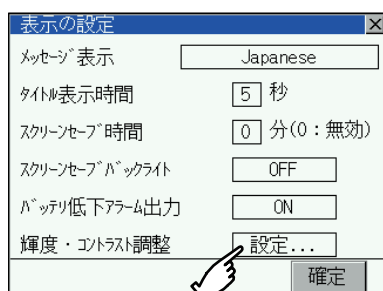 表示の設定
ﾒｯｾｰｼﾞ表示 Japanese
ﾀｲﾄﾙ表示時間 5 秒
ｽｸﾘｰﾝｾｰﾌﾞ時間 0 分(0：無効)
ｽｸﾘｰﾝｾｰﾌﾞﾊﾞｯｸﾗｲﾄ OFF
ﾊﾞｯﾃﾘ低下ｱﾗｰﾑ出力 ON
輝度・ｺﾝﾄﾗｽﾄ調整 設定...
確定